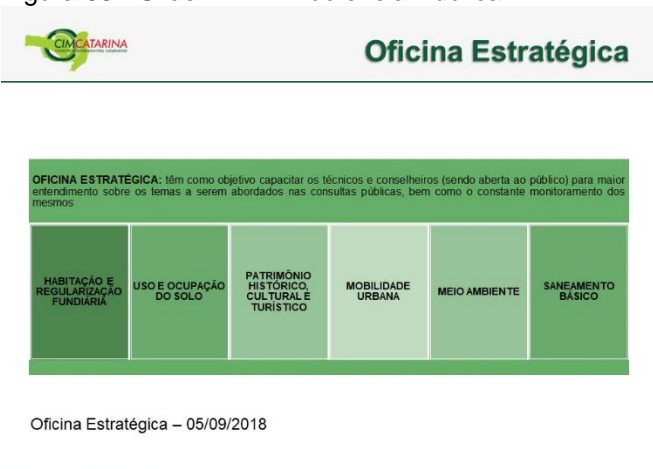 CIMCATARINA
Oficina Estratégica
OFICINA ESTRATÉGICA: têm como objetivo capacitar os técnicos e conselheiros (sendo aberta ao público) para maior
entendimento sobre os temas a serem abordados nas consultas públicas, bem como o constante monitoramento dos
mesmos
HABITAÇÃO E
REGULARIZAÇÃO
FUNDIÁRIA
USO E OCUPAÇÃO
DO SOLO
PATRIMÔNIO
HISTÓRICO,
CULTURAL E
TURÍSTICO
MOBILIDADE
URBANA
MEIO AMBIENTE
SANEAMENTO
BÁSICO
Oficina Estratégica – 05/09/2018